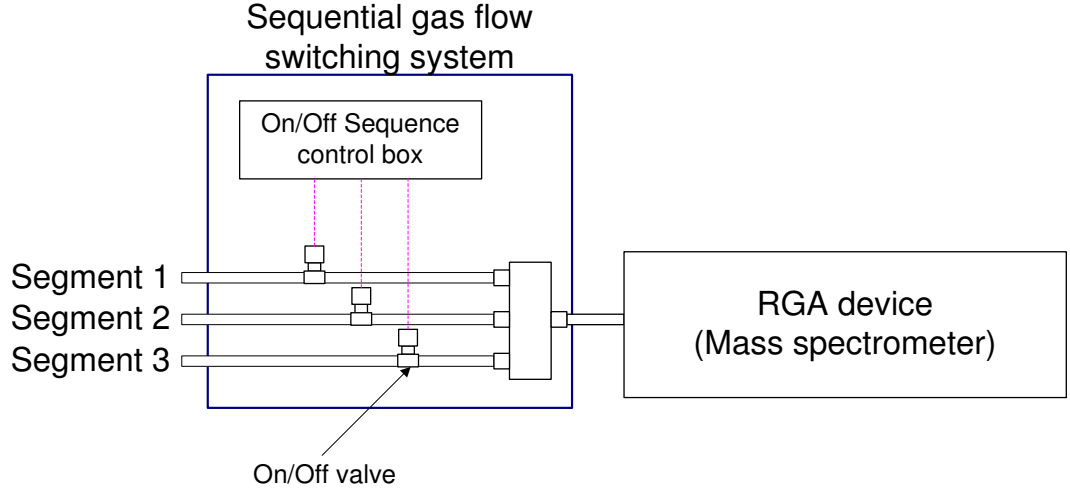 Sequential gas flow
switching system
On/Off Sequence
control box
Segment 1
Segment 2
Segment 3
RGA device
(Mass spectrometer)
On/Off valve